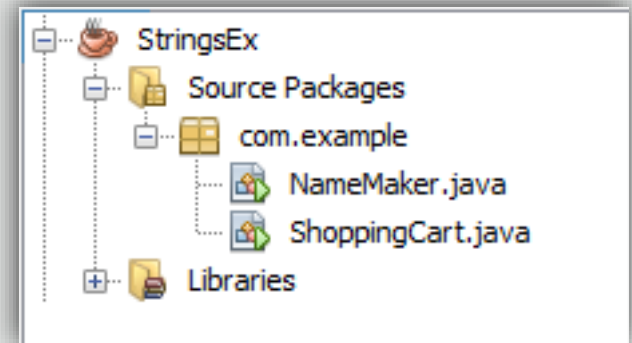 StringsEx
Source Packages
com.example
NameMaker.java
ShoppingCart.java
Libraries